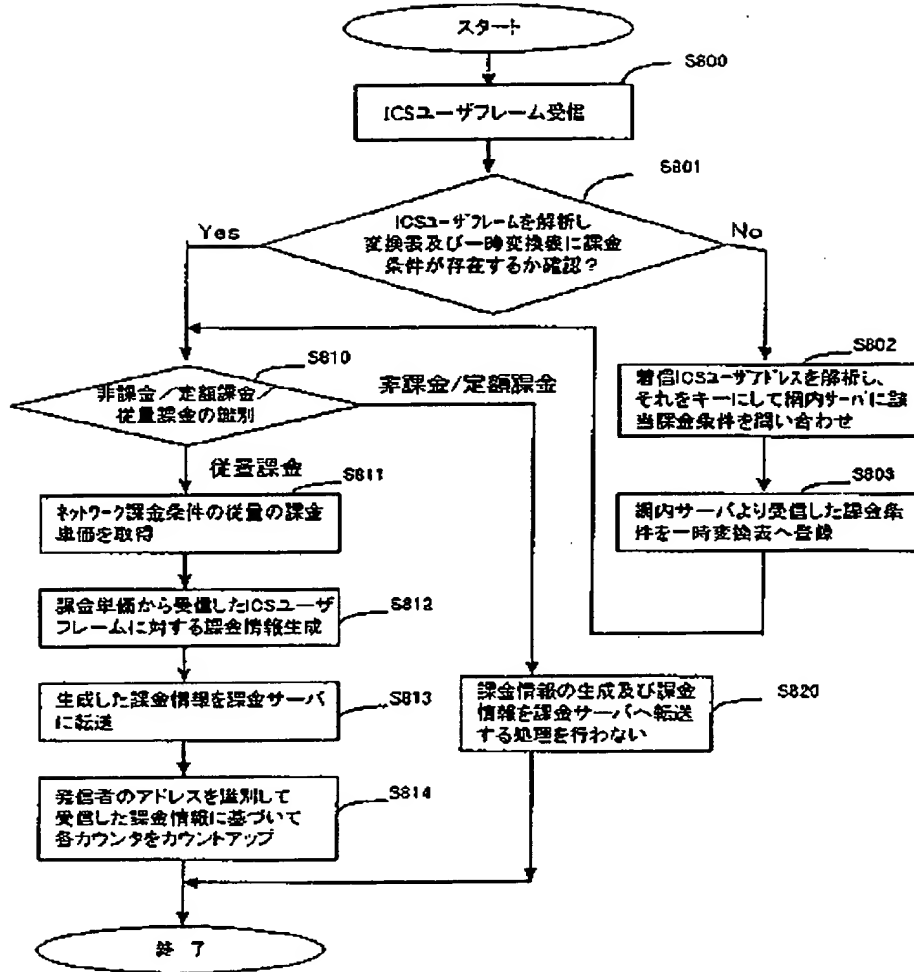 スタート
S800
ICSユーザフレーム受信
S801
ICSユーザフレームを解析し
変換表及び一時変換表に課金
条件が存在するか確認？
Yes
No
S802
着信ICSユーザアドレスを解析し、
それをキーにして網内サーバに該
当課金条件を問い合わせ
S803
網内サーバより受信した課金条
件を一時変換表へ登録
S810
非課金／定額課金／
従量課金の識別
非課金/定額課金
従量課金
S811
ネットワーク課金条件の従量の課金
単価を取得
S812
課金単価から受信したICSユーザ
フレームに対する課金情報生成
S813
生成した課金情報を課金サーバ
に転送
S814
発信者のアドレスを識別して
受信した課金情報に基づいて
各カウンタをカウントアップ
S820
課金情報の生成及び課金
情報を課金サーバへ転送
する処理を行わない
終 了